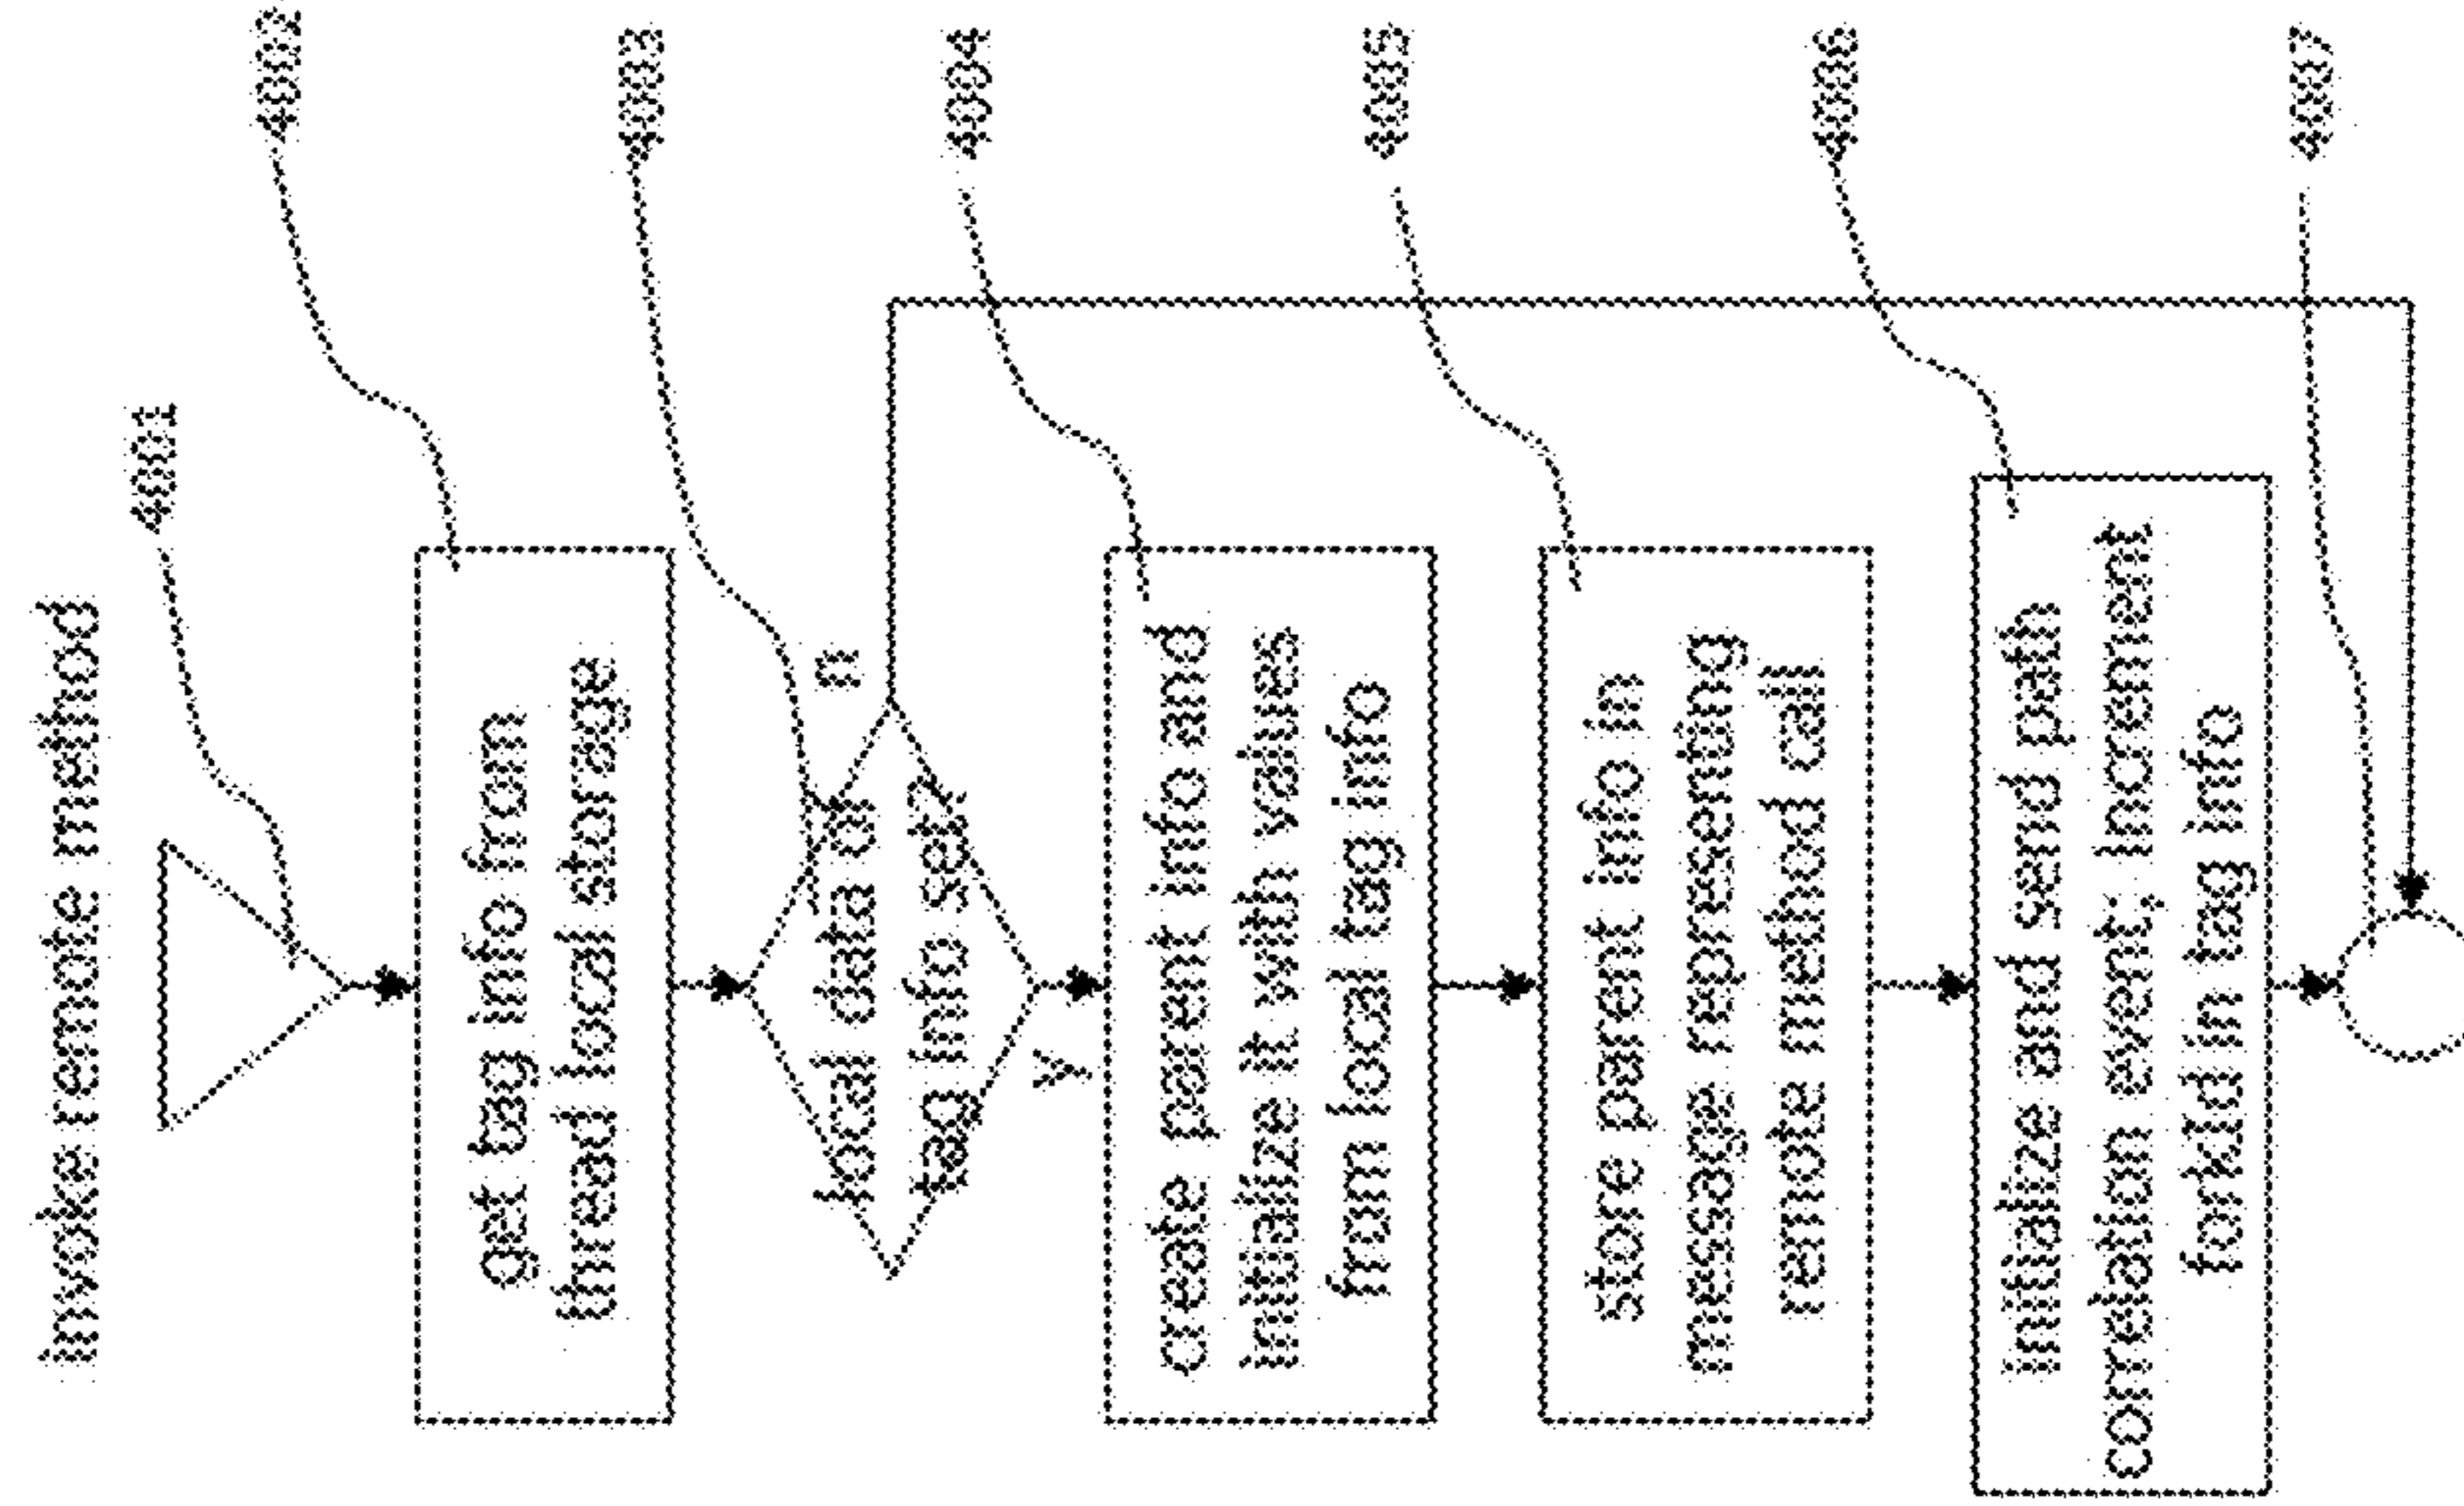 invoke remote method
4001
4002
get tag info from
thread local storage
4003
local data of
tag info set?
n
y
4004
create parent info and
initialize it with values
from local tag info
4005
store parent info in
message representing
remote method call
4006
initialize and send path
correlation event; increment
forkId in tag info
4007